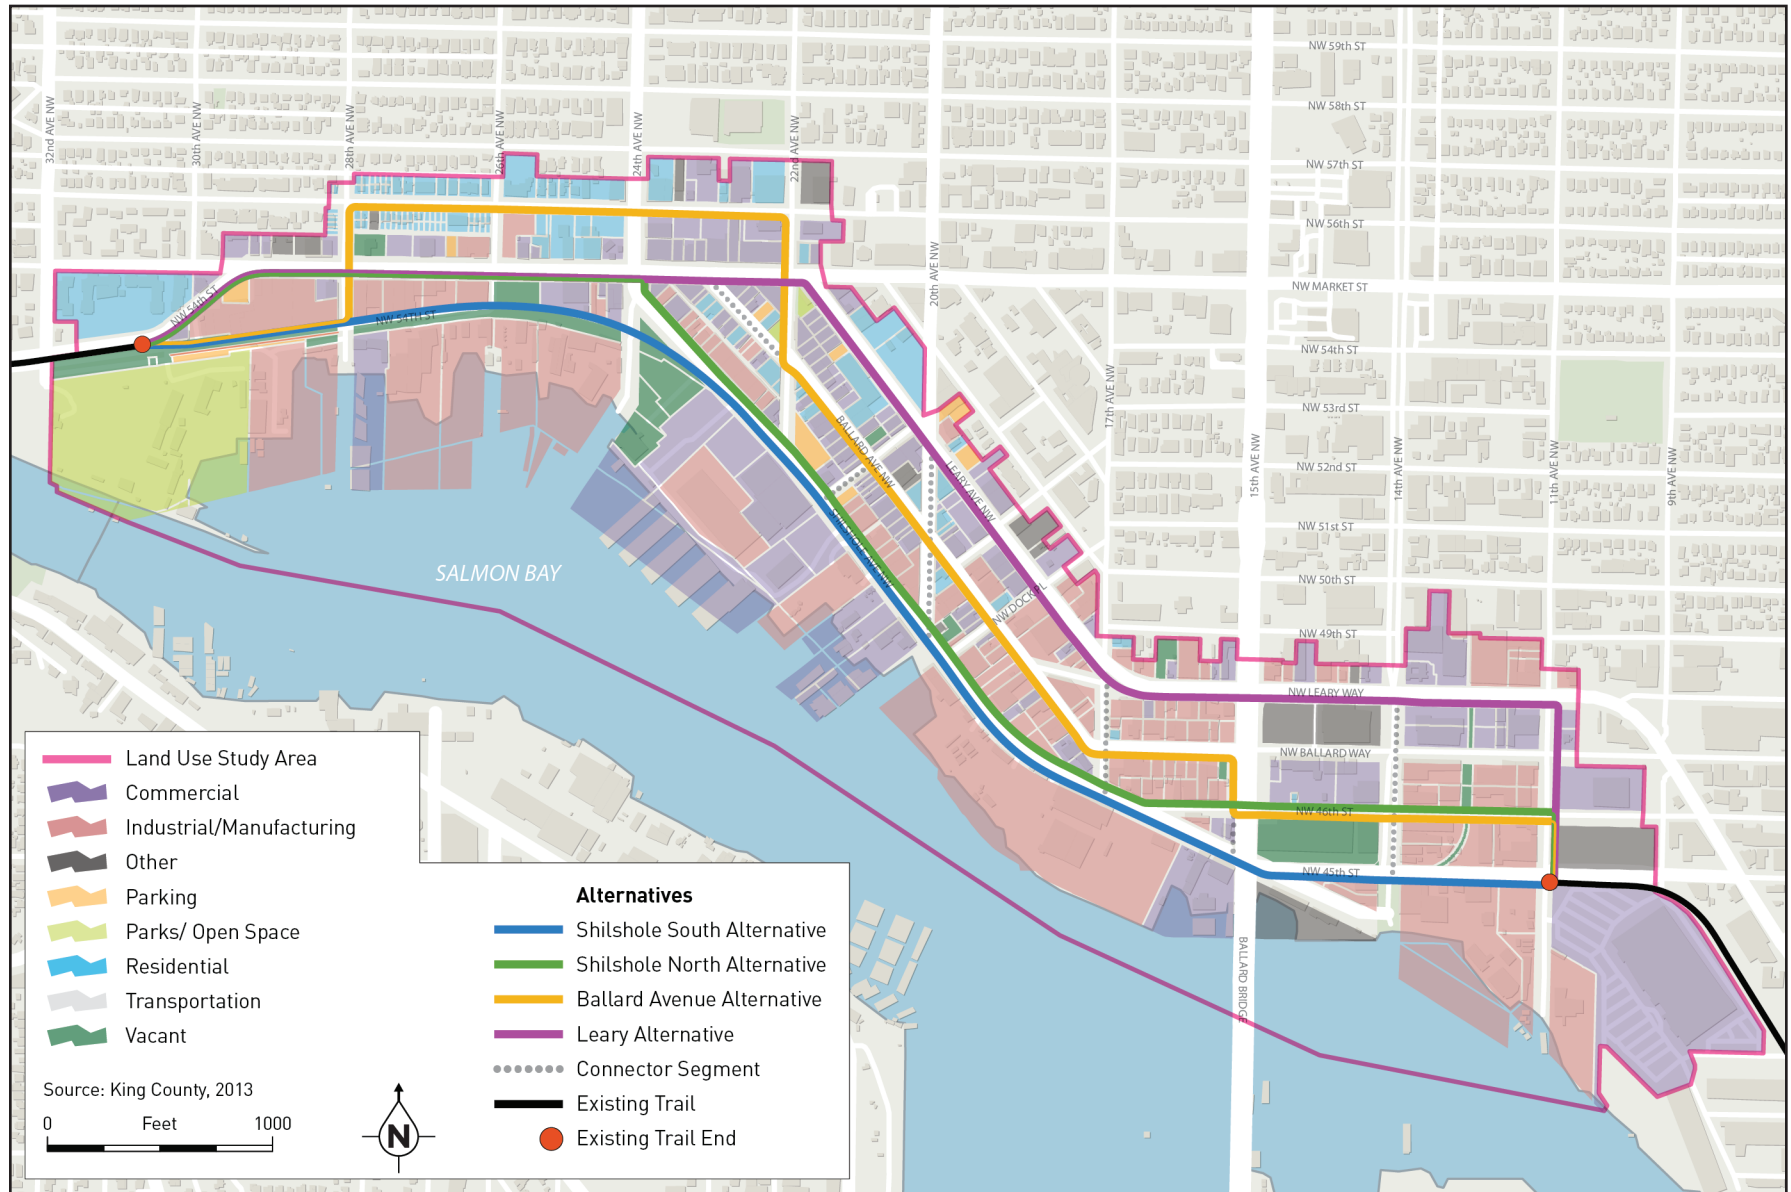 NW 59th ST
NW 58th ST
NW 57th ST
NW 56th ST
NW MARKET ST
NW 54th ST
NW 53rd ST
NW 52nd ST
NW 51st ST
NW 50th ST
NW 49th ST
NW LEARY WAY
NW BALLARD WAY
NW 46th ST
NW 45th ST
32nd AVE NW
30th AVE NW
28th AVE NW
26th AVE NW
24th AVE NW
22nd AVE NW
20th AVE NW
17th AVE NW
15th AVE NW
14th AVE NW
11th AVE NW
9th AVE NW
NW 54th ST
NW 54TH ST
BALLARD AVE NW
LEARY AVE NW
SHILSHOLE AVE NW
NW DOCK PL
BALLARD BRIDGE
SALMON BAY
Land Use Study Area
Commercial
Industrial/Manufacturing
Other
Parking
Parks/ Open Space
Residential
Transportation
Vacant
Source: King County, 2013
0 Feet 1000
N
Alternatives
Shilshole South Alternative
Shilshole North Alternative
Ballard Avenue Alternative
Leary Alternative
Connector Segment
Existing Trail
Existing Trail End